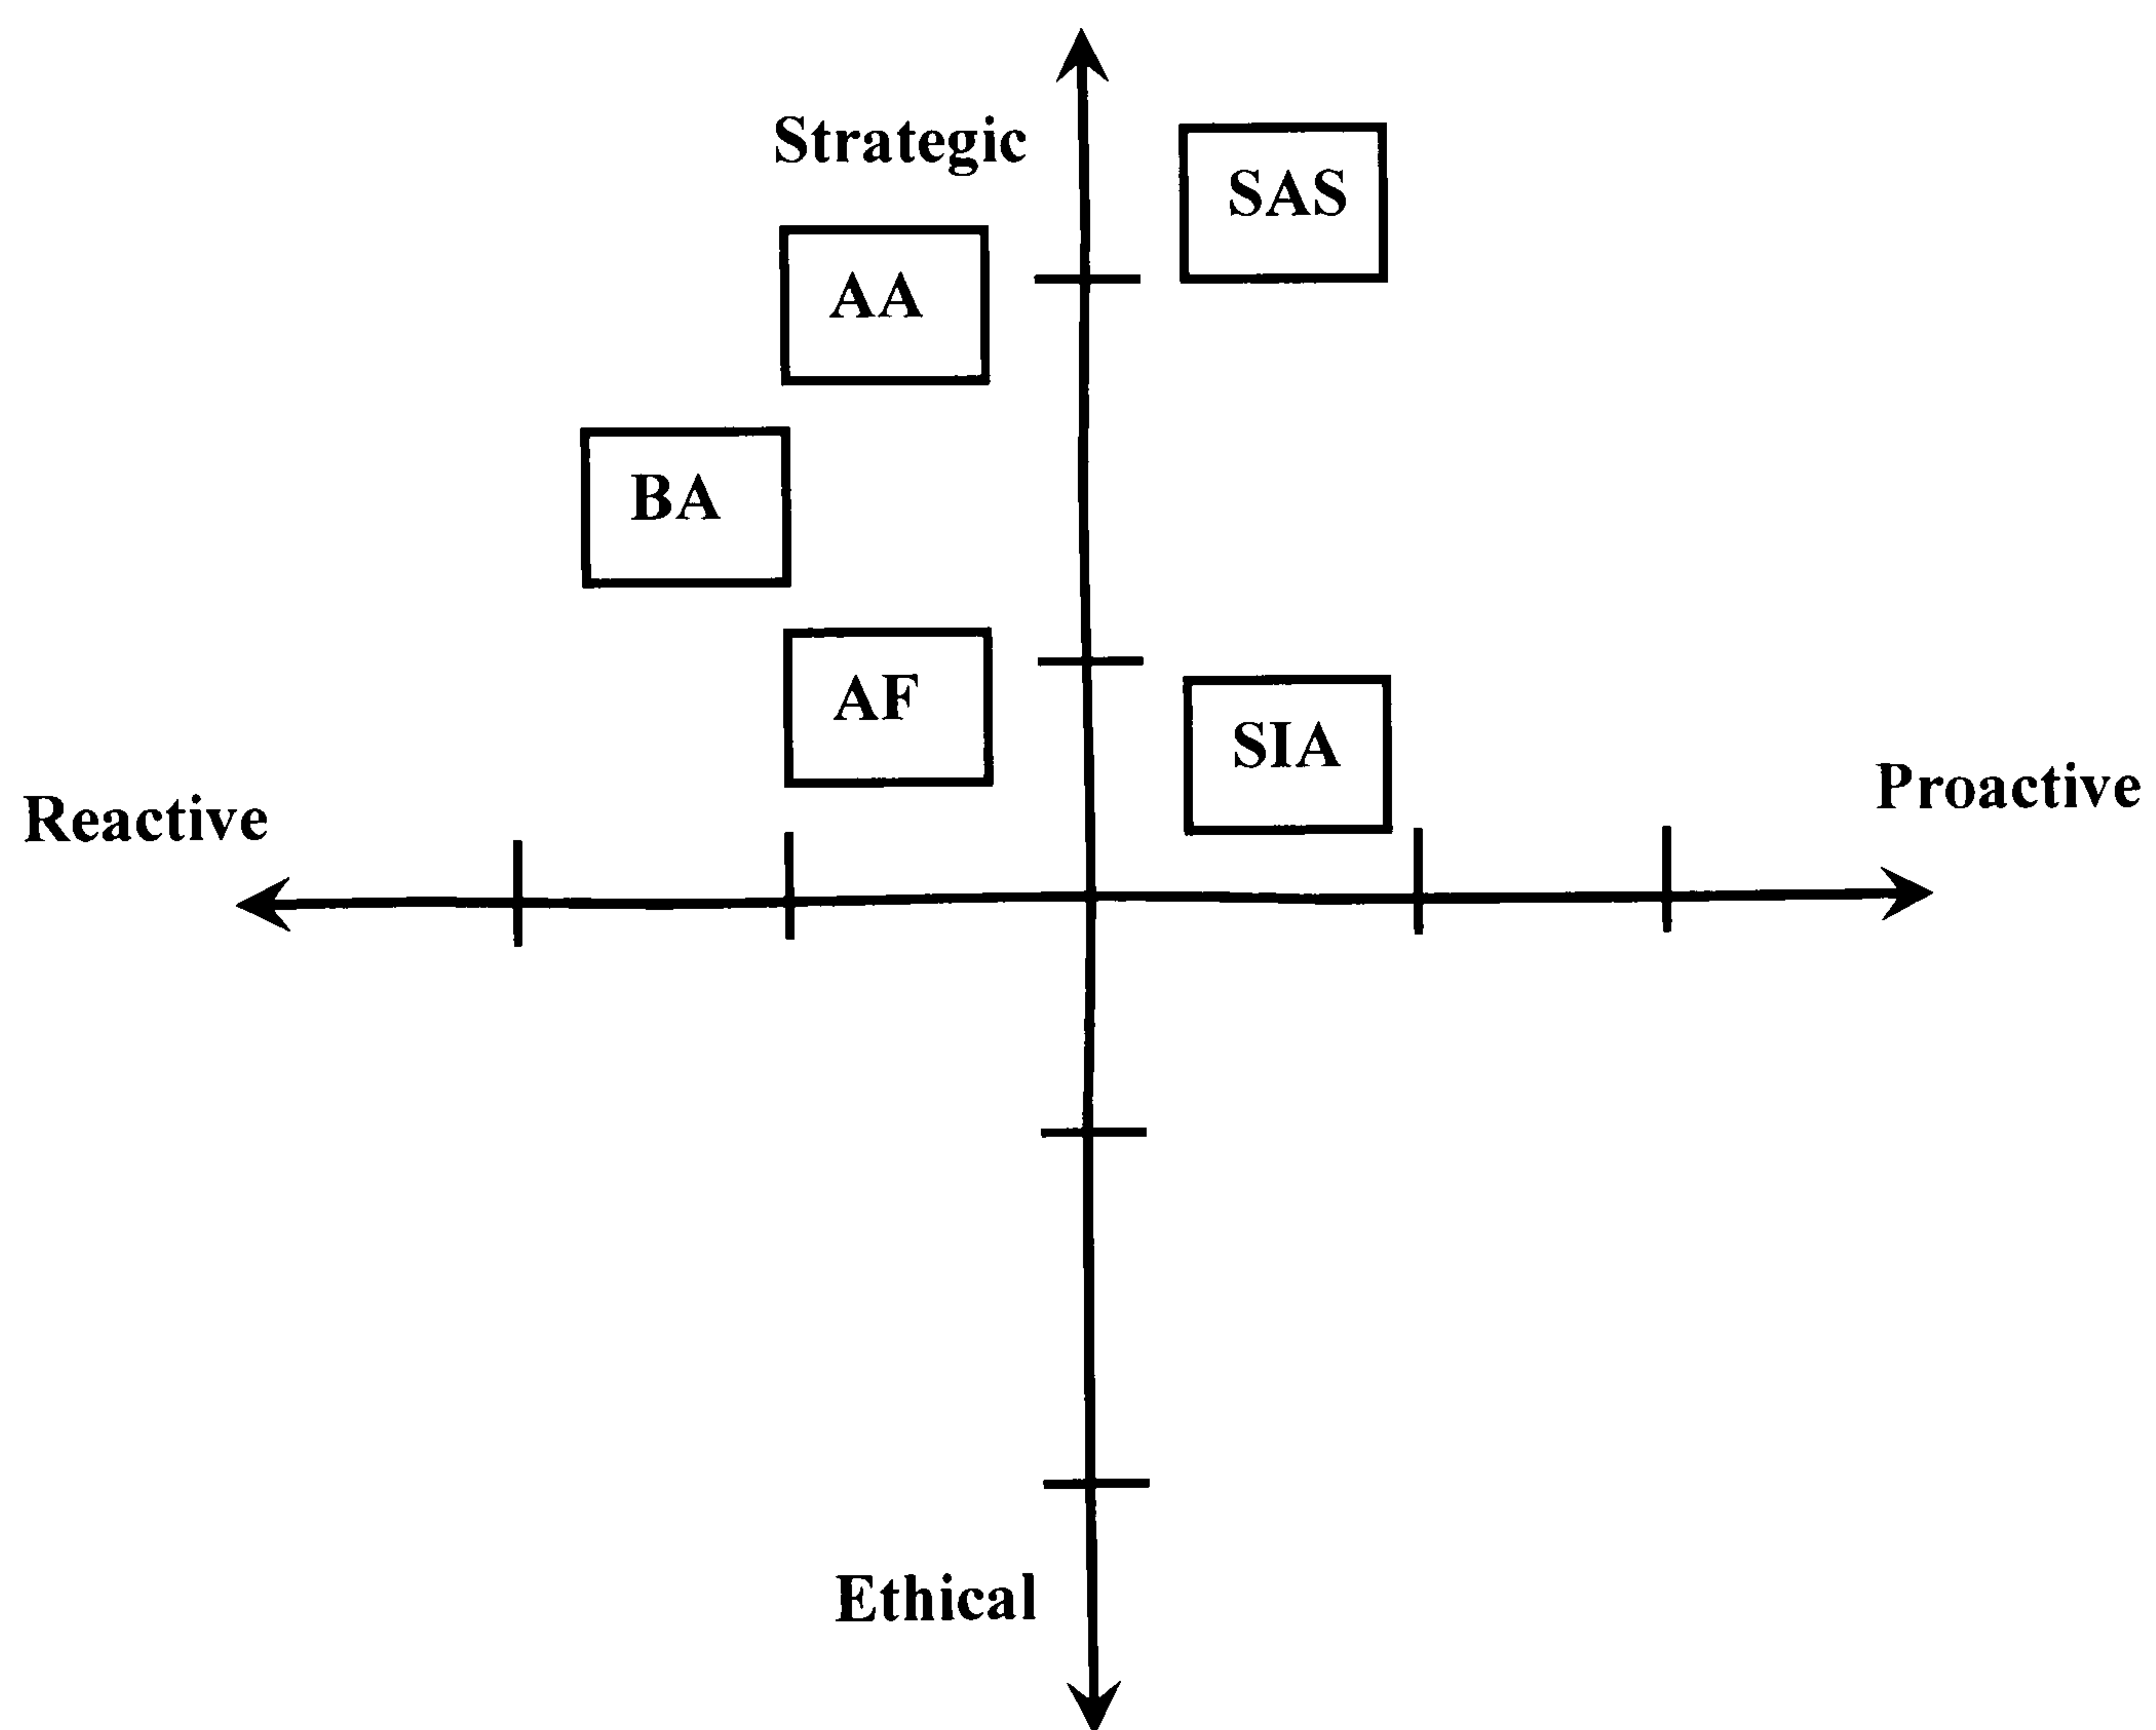 Strategic
SAS
AA
BA
AF
SIA
Proactive
Reactive
Ethical